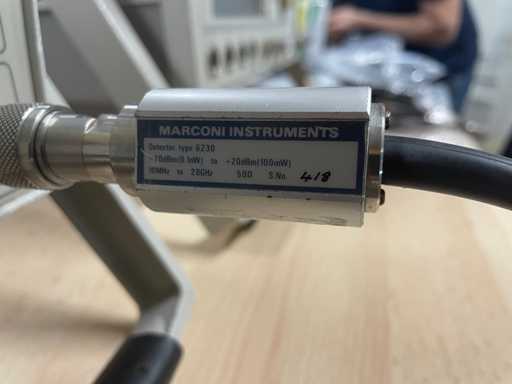 MARCONI INSTRUMENTS
Detector, type 6230
-70dBm(0.1nW) to +20dBm(100mW)
10MHz to 20GHz 50Ω S.No. 418